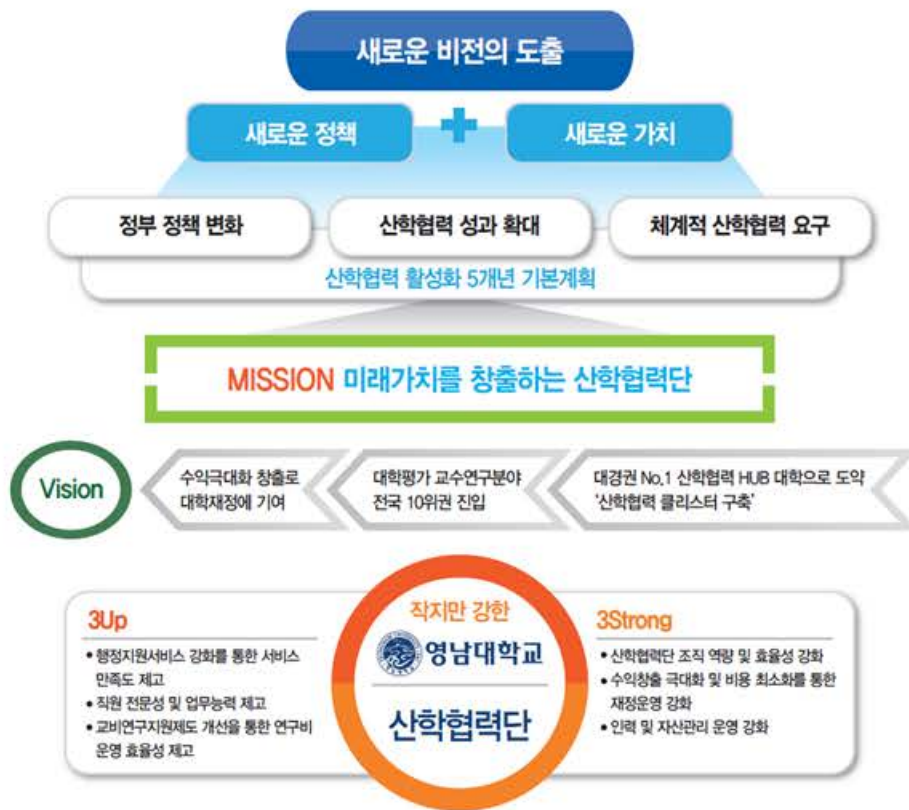 새로운 비전의 도출
새로운 정책
새로운 가치
정부 정책 변화
산학협력 성과 확대
체계적 산학협력 요구
산학협력 활성화 5개년 기본계획
MISSION 미래가치를 창출하는 산학협력단
Vision
수익극대화 창출로
대학재정에 기여
대학평가 교수연구분야
전국 10위권 진입
대경권 No.1 산학협력 HUB 대학으로 도약
'산학협력 클리스터 구축'
3Up
• 행정지원서비스 강화를 통한 서비스
만족도 제고
• 직원 전문성 및 업무능력 제고
• 교비연구지원제도 개선을 통한 연구비
운영 효율성 제고
작지만 강한
영남대학교
산학협력단
3Strong
• 산학협력단 조직 역량 및 효율성 강화
• 수익창출 극대화 및 비용 최소화를 통한
재정운영 강화
• 인력 및 자산관리 운영 강화